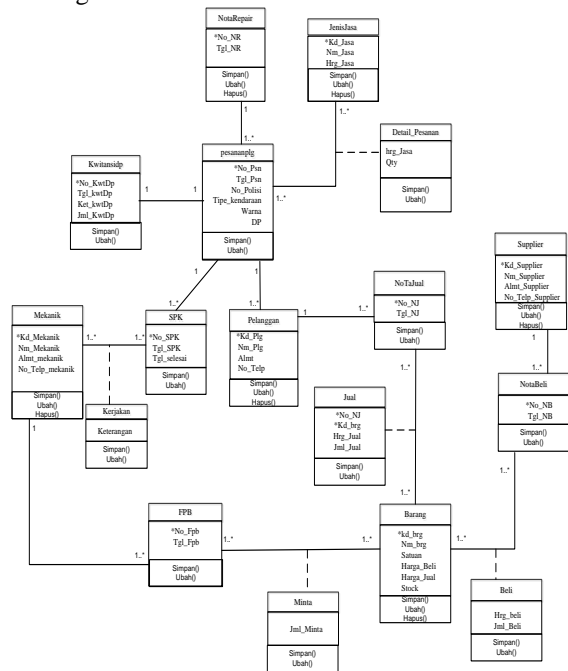 NotaRepair
*No_NR
Tgl_NR
Simpan()
Ubah()
Hapus()
JenisJasa
*Kd_Jasa
Nm_Jasa
Hrg_Jasa
Simpan()
Ubah()
Hapus()
1
1..*
1..*
1..*
Detail_Pesanan
hrg_Jasa
Qty
Simpan()
Ubah()
pesananplg
*No_Psn
Tgl_Psn
No_Polisi
Tipe_kendaraan
Warna
DP
Simpan()
Ubah()
Kwitansidp
*No_KwtDp
Tgl_kwtDp
Ket_kwtDp
Jml_KwtDp
Simpan()
Ubah()
1
1
1
1..*
1
1..*
Supplier
*Kd_Supplier
Nm_Supplier
Almt_Supplier
No_Telp_Supplier
Simpan()
Ubah()
Hapus()
1
1..*
Mekanik
*Kd_Mekanik
Nm_Mekanik
Almt_mekanik
No_Telp_mekanik
Simpan()
Ubah()
Hapus()
1..*
1..*
SPK
*No_SPK
Tgl_SPK
Tgl_selesai
Simpan()
Ubah()
Pelanggan
*Kd_Plg
Nm_Plg
Almt
No_Telp
Simpan()
Ubah()
Hapus()
1
1..*
NoTaJual
*No_NJ
Tgl_NJ
Simpan()
Ubah()
1..*
1..*
Kerjakan
Keterangan
Simpan()
Ubah()
Jual
*No_NJ
*Kd_brg
Hrg_Jual
Jml_Jual
Simpan()
Ubah()
NotaBeli
*No_NB
Tgl_NB
Simpan()
Ubah()
1..*
1..*
1
1..*
FPB
*No_Fpb
Tgl_Fpb
Simpan()
Ubah()
1..*
1..*
Barang
*kd_brg
Nm_brg
Satuan
Harga_Beli
Harga_Jual
Stock
Simpan()
Ubah()
Hapus()
Minta
Jml_Minta
Simpan()
Ubah()
Beli
Hrg_beli
Jml_Beli
Simpan()
Ubah()